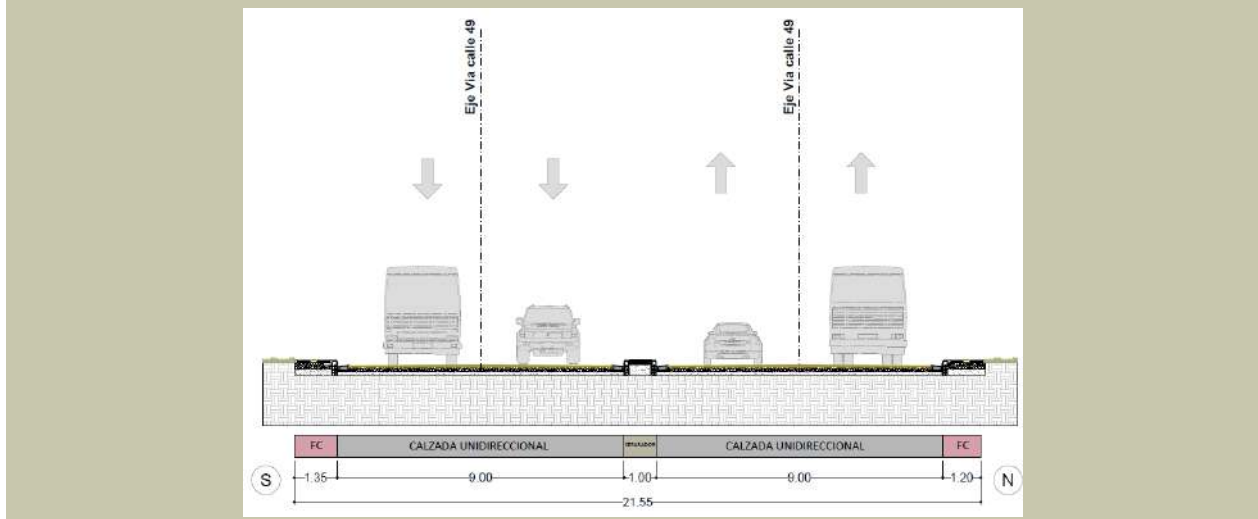 Eje Via calle 49
Eje Via calle 49
FC CALZADA UNIDIRECCIONAL SEPARADOR CALZADA UNIDIRECCIONAL FC
S 1.35 9.00 1.00 9.00 1.20 N
21.55